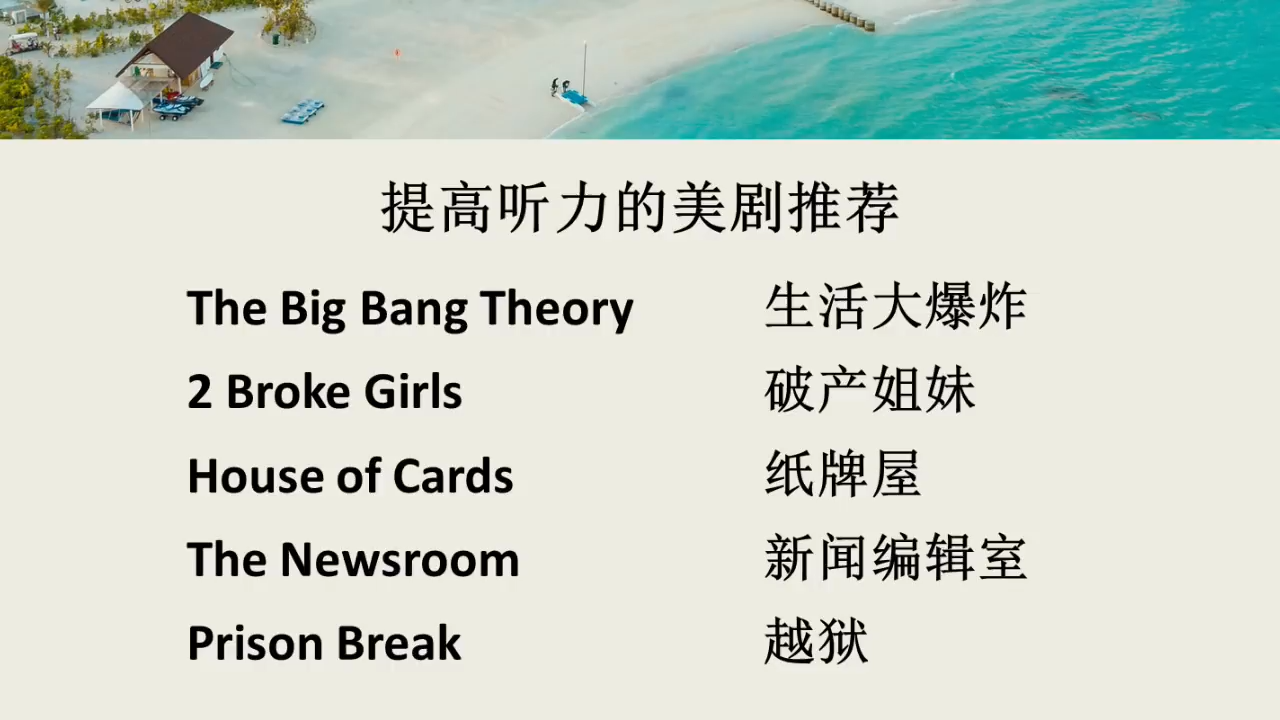 提高听力的美剧推荐
The Big Bang Theory 生活大爆炸
2 Broke Girls 破产姐妹
House of Cards 纸牌屋
The Newsroom 新闻编辑室
Prison Break 越狱